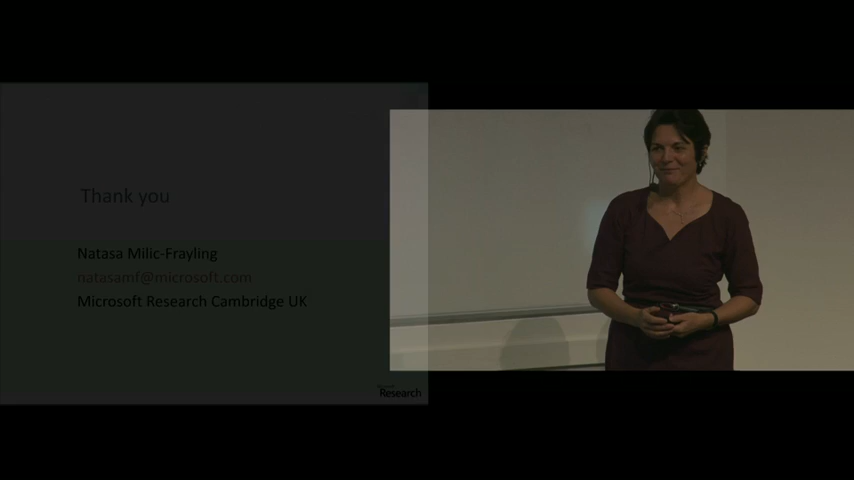 Thank you
Natasa Milic-Frayling
natasamf@microsoft.com
Microsoft Research Cambridge UK
Research